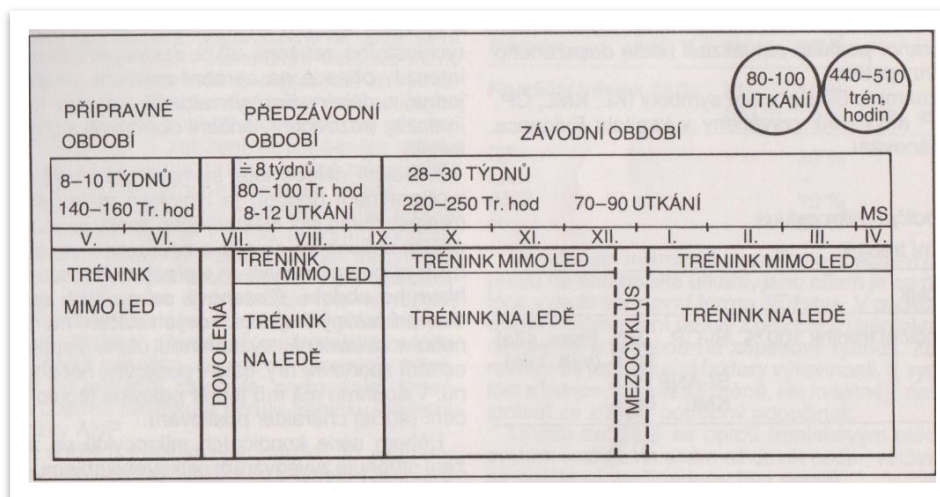 80-100
UTKÁNÍ
440-510
trén.
hodin
PŘÍPRAVNÉ
OBDOBÍ
PŘEDZÁVODNÍ
OBDOBÍ
ZÁVODNÍ OBDOBÍ
8–10 TÝDNŮ
140–160 Tr. hod
≐ 8 týdnů
80–100 Tr. hod
8-12 UTKÁNÍ
28–30 TÝDNŮ
220–250 Tr. hod
70–90 UTKÁNÍ
MS
V. VI. VII. VIII. IX. X. XI. XII. I. II. III. IV.
TRÉNINK
MIMO LED
DOVOLENÁ
TRÉNINK
MIMO LED
TRÉNINK
NA LEDĚ
TRÉNINK MIMO LED
TRÉNINK NA LEDĚ
MEZOCYKLUS
TRÉNINK MIMO LED
TRÉNINK NA LEDĚ